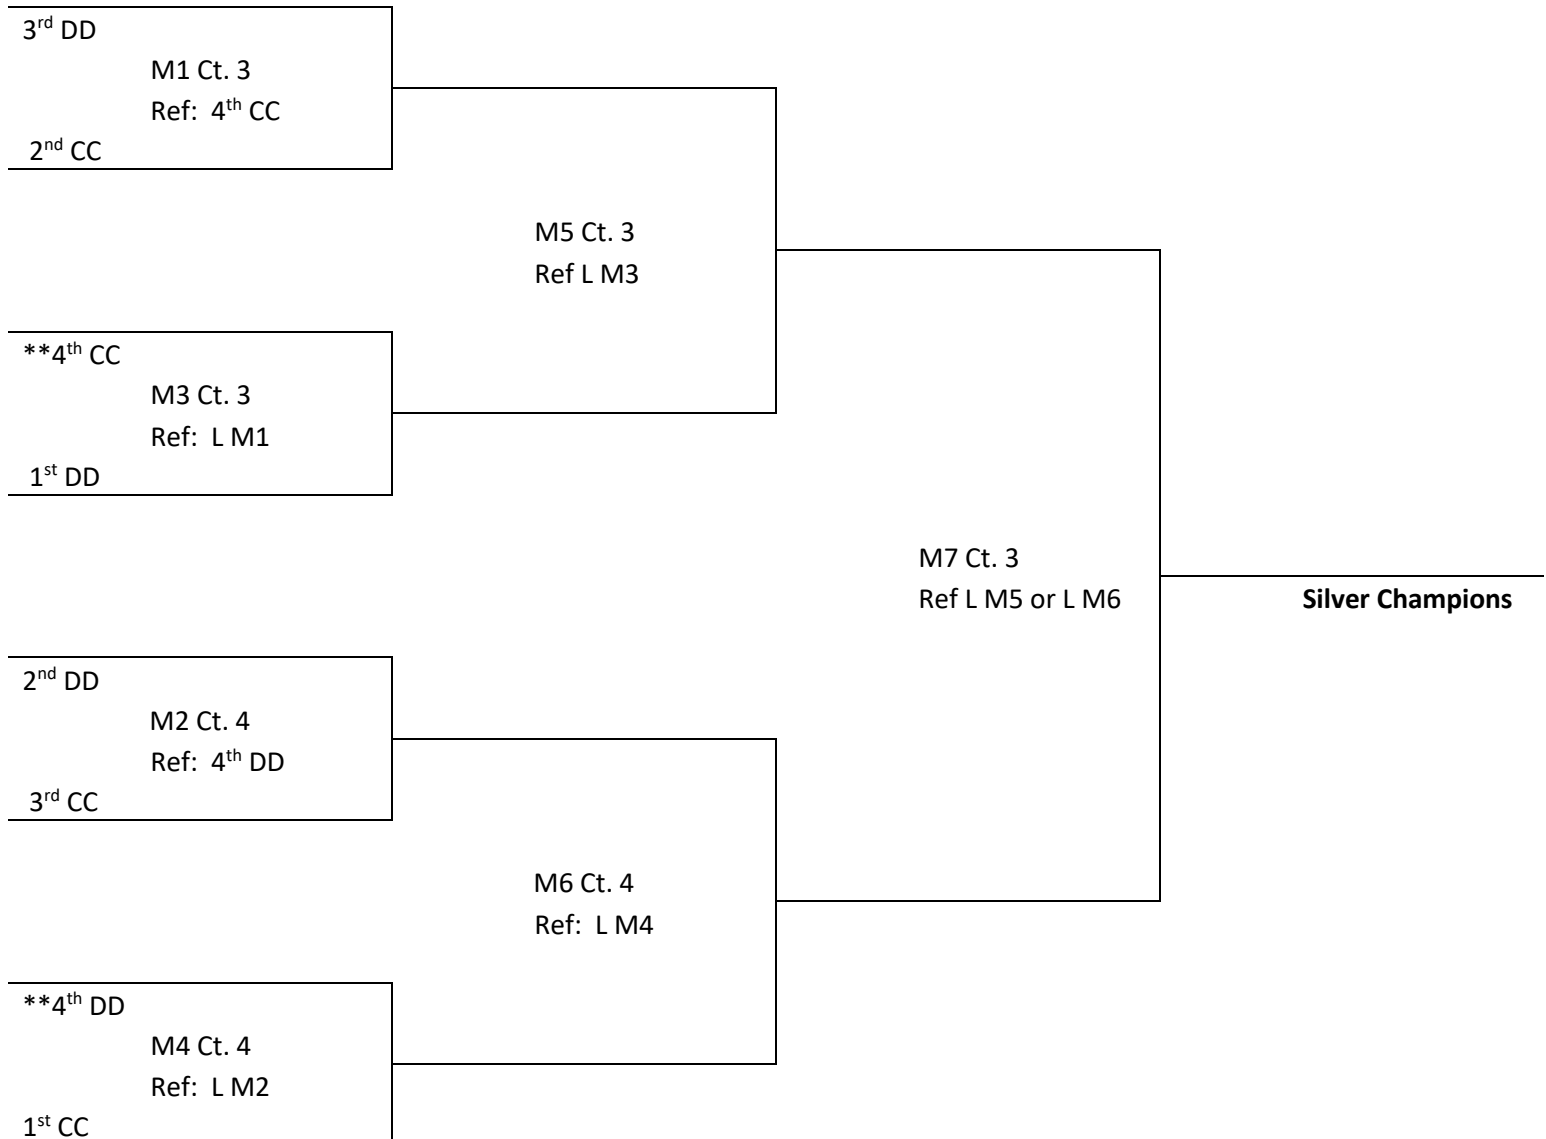 3rd DD
M1 Ct. 3
Ref: 4th CC
2nd CC
M5 Ct. 3
Ref L M3
**4th CC
M3 Ct. 3
Ref: L M1
1st DD
M7 Ct. 3
Ref L M5 or L M6
Silver Champions
2nd DD
M2 Ct. 4
Ref: 4th DD
3rd CC
M6 Ct. 4
Ref: L M4
**4th DD
M4 Ct. 4
Ref: L M2
1st CC